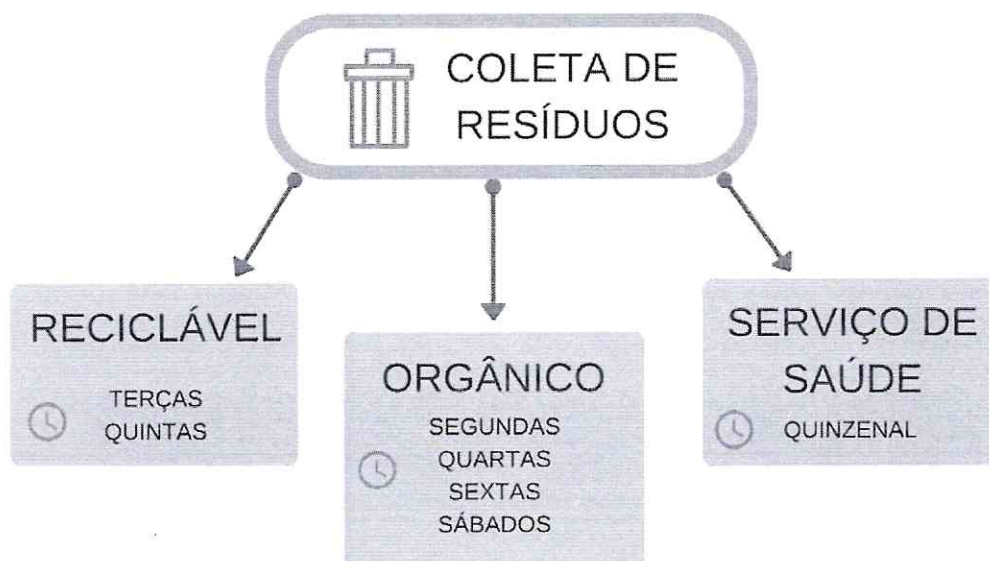 COLETA DE
RESÍDUOS
RECICLÁVEL
TERÇAS
QUINTAS
ORGÂNICO
SEGUNDAS
QUARTAS
SEXTAS
SÁBADOS
SERVIÇO DE
SAÚDE
QUINZENAL